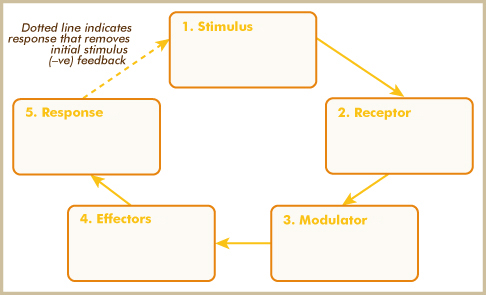 Dotted line indicates
response that removes
initial stimulus
(–ve) feedback
1. Stimulus
2. Receptor
3. Modulator
4. Effectors
5. Response